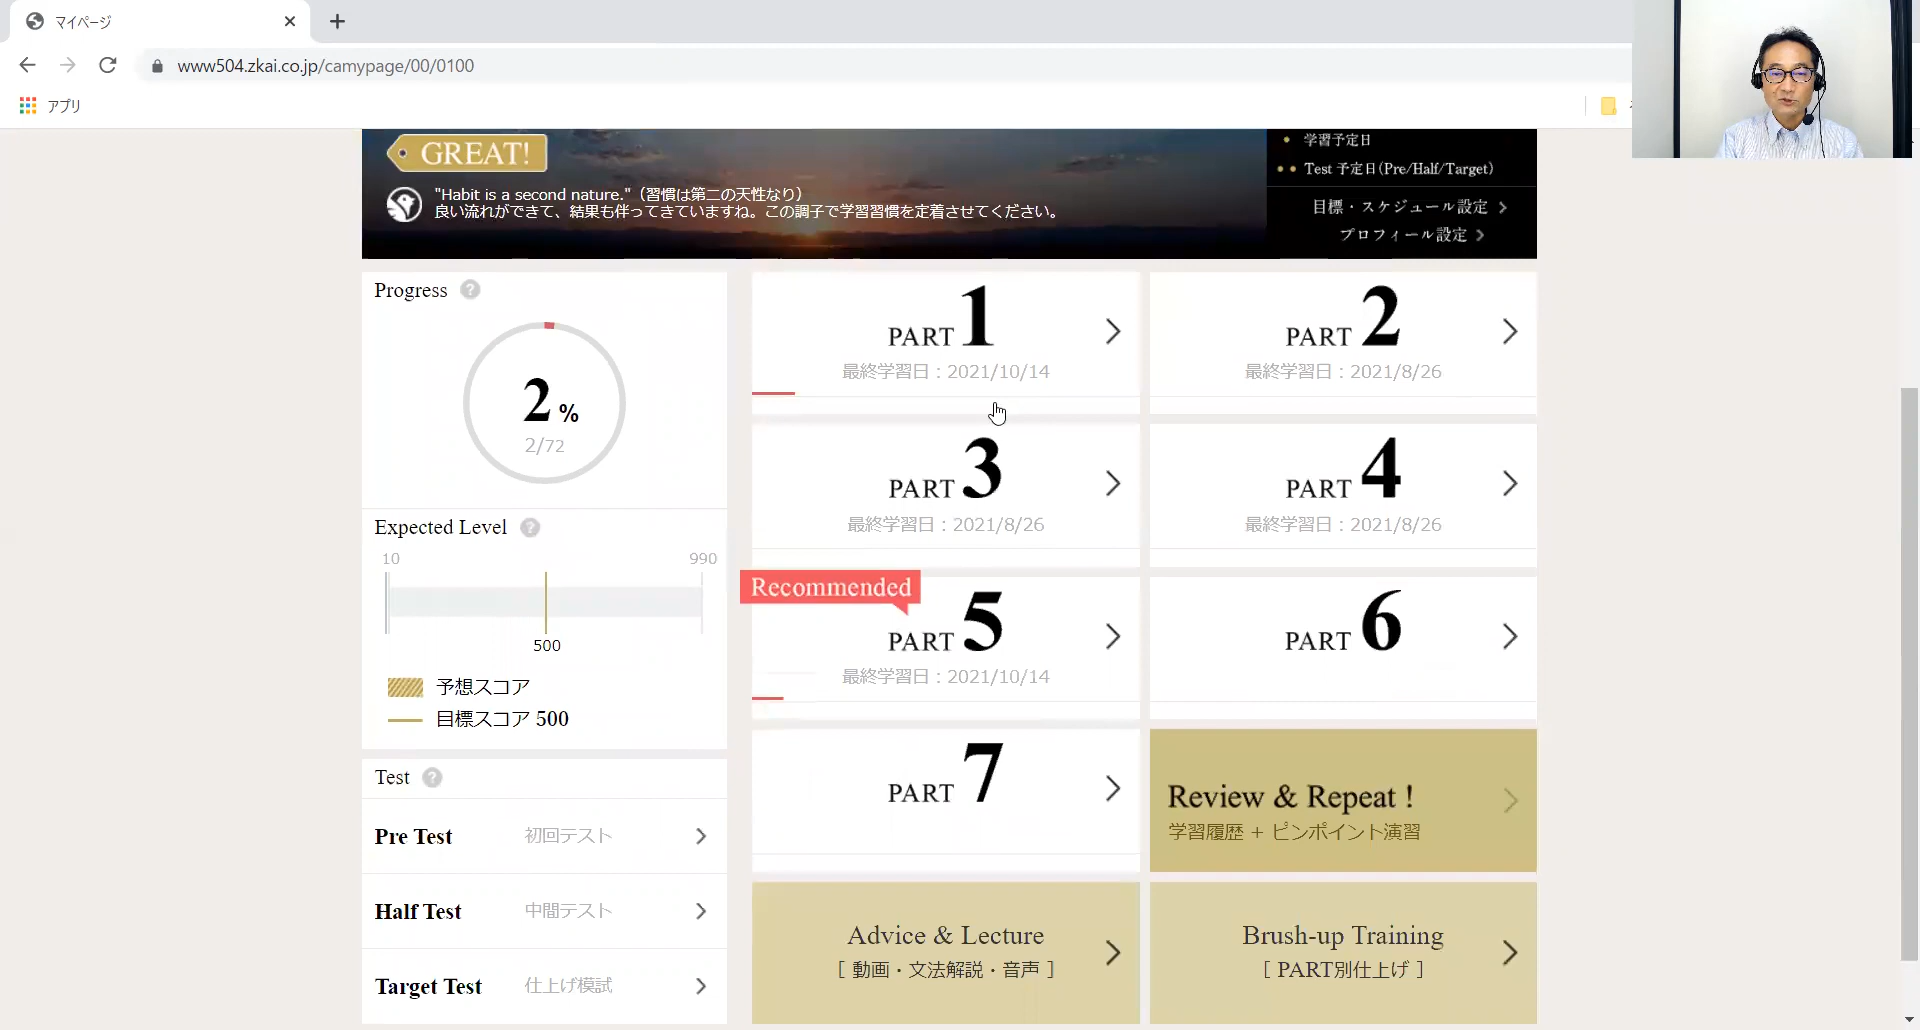 マイページ
www504.zkai.co.jp/camypage/00/0100
アプリ
GREAT!
"Habit is a second nature."（習慣は第二の天性なり）
良い流れができて、結果も伴ってきていますね。この調子で学習習慣を定着させてください。
学習予定日
Test 予定日(Pre/Half/Target)
目標・スケジュール設定
プロフィール設定
Progress ?
2 %
2/72
Expected Level ?
10 990
500
予想スコア
目標スコア 500
Test ?
Pre Test 初回テスト
Half Test 中間テスト
Target Test 仕上げ模試
PART 1
最終学習日：2021/10/14
PART 2
最終学習日：2021/8/26
PART 3
最終学習日：2021/8/26
PART 4
最終学習日：2021/8/26
Recommended
PART 5
最終学習日：2021/10/14
PART 6
PART 7
Review & Repeat !
学習履歴 + ピンポイント演習
Advice & Lecture
[ 動画・文法解説・音声 ]
Brush-up Training
[ PART別仕上げ ]